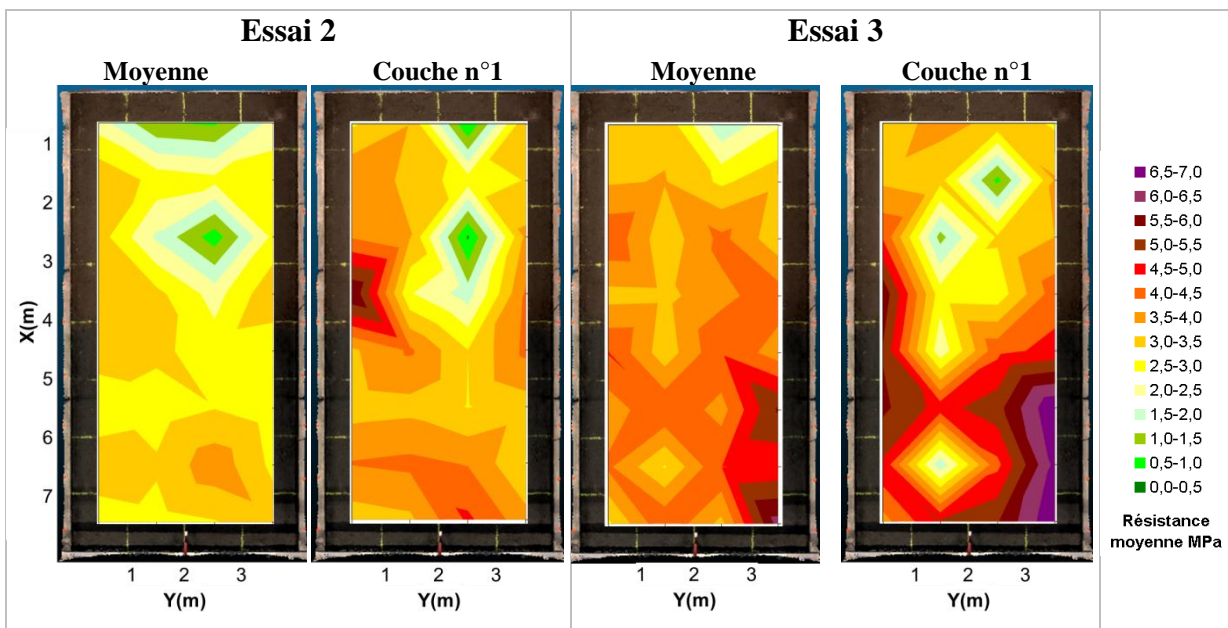 Essai 2
Essai 3
Moyenne
Couche n°1
Moyenne
Couche n°1
X(m)
1
2
3
4
5
6
7
1 2 3
Y(m)
1 2 3
Y(m)
1 2 3
Y(m)
1 2 3
Y(m)
6,5-7,0
6,0-6,5
5,5-6,0
5,0-5,5
4,5-5,0
4,0-4,5
3,5-4,0
3,0-3,5
2,5-3,0
2,0-2,5
1,5-2,0
1,0-1,5
0,5-1,0
0,0-0,5
Résistance
moyenne MPa